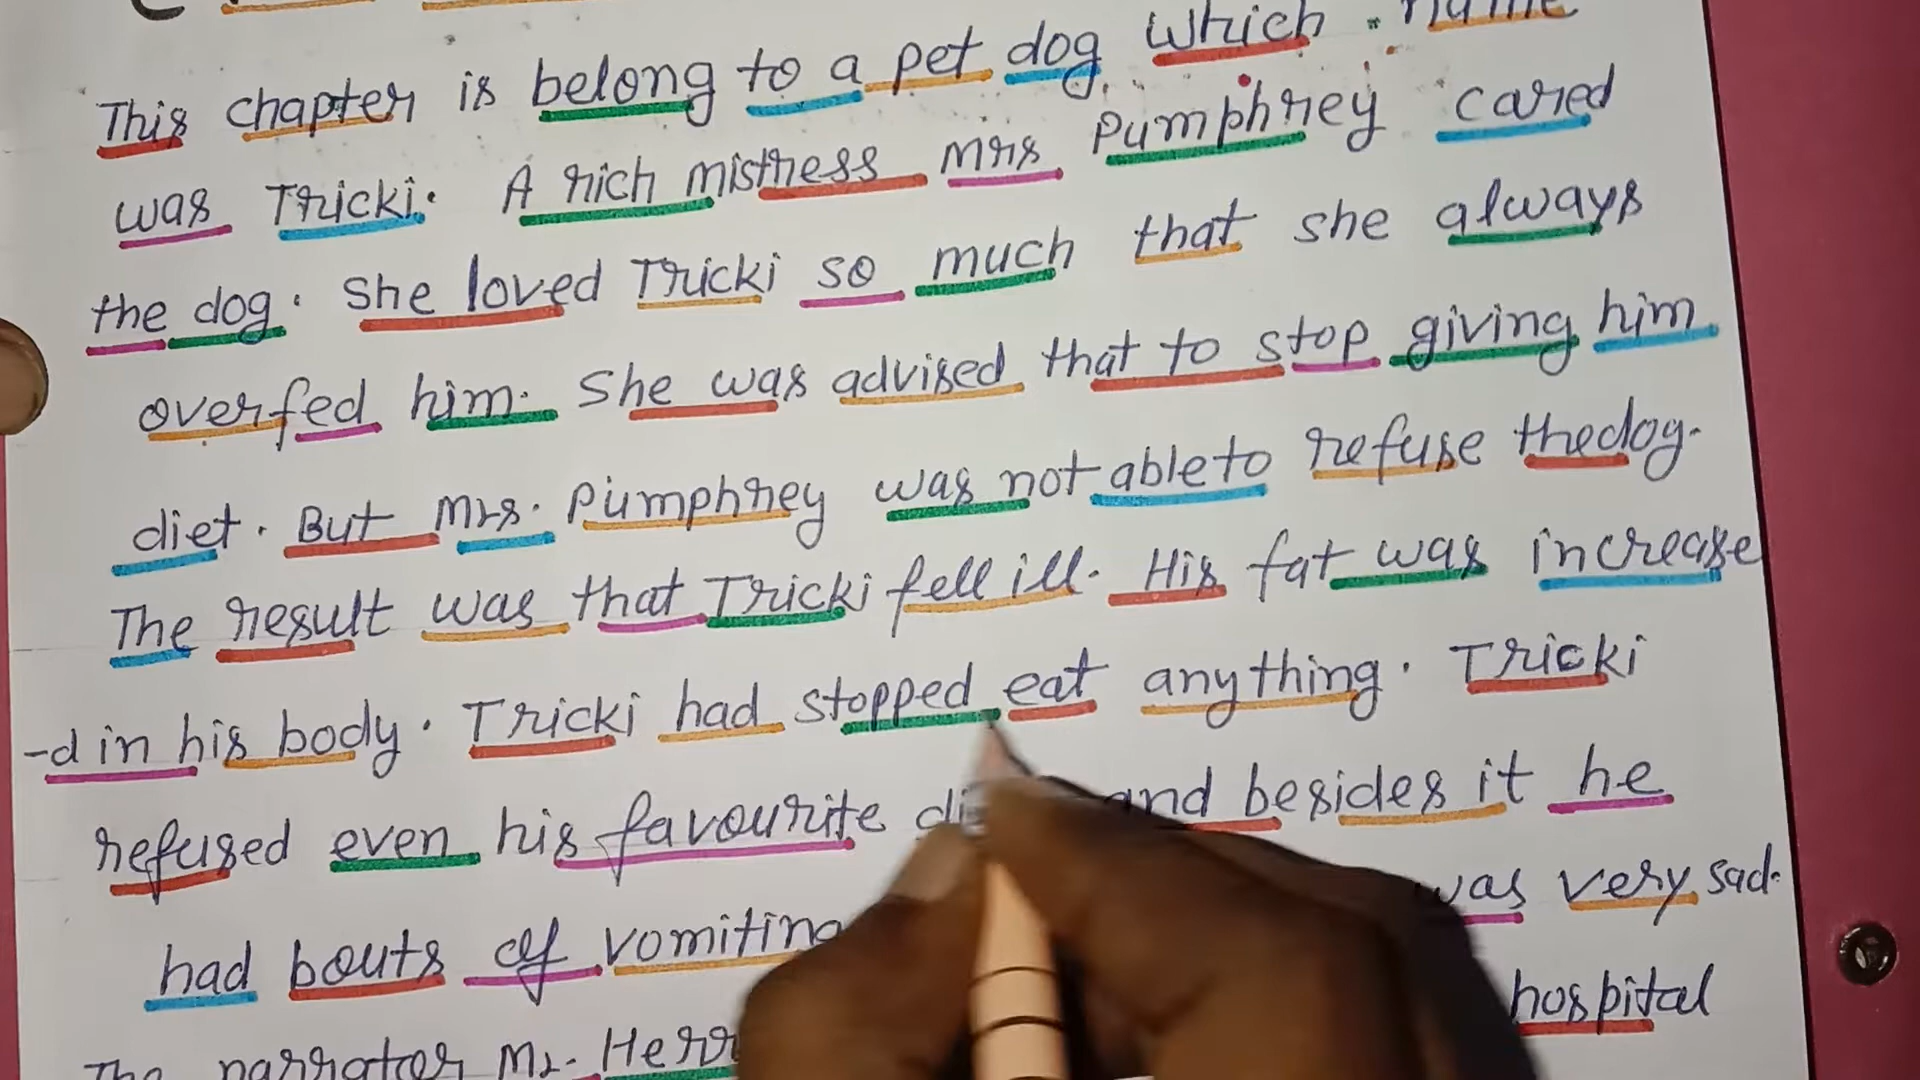 This chapter is belong to a pet dog which name
was Tricki. A rich mistress Mrs Pumphrey cared
the dog. She loved Tricki so much that she always
overfed him. She was advised that to stop giving him
diet. But Mrs. Pumphrey was not able to refuse the dog.
The result was that Tricki fell ill. His fat was increase
-d in his body. Tricki had stopped eat anything. Tricki
refused even his favourite and besides it he
had bouts of vomiting was very sad.
The narrator Mr. hospital